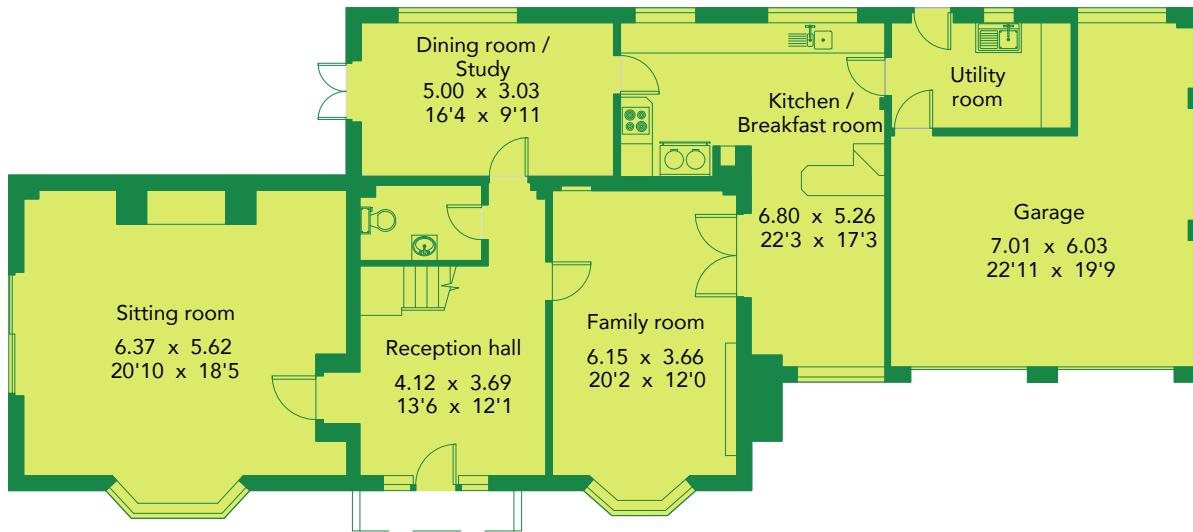 Dining room /
Study
5.00 x 3.03
16'4 x 9'11
Kitchen /
Breakfast room
6.80 x 5.26
22'3 x 17'3
Utility
room
Garage
7.01 x 6.03
22'11 x 19'9
Sitting room
6.37 x 5.62
20'10 x 18'5
Reception hall
4.12 x 3.69
13'6 x 12'1
Family room
6.15 x 3.66
20'2 x 12'0